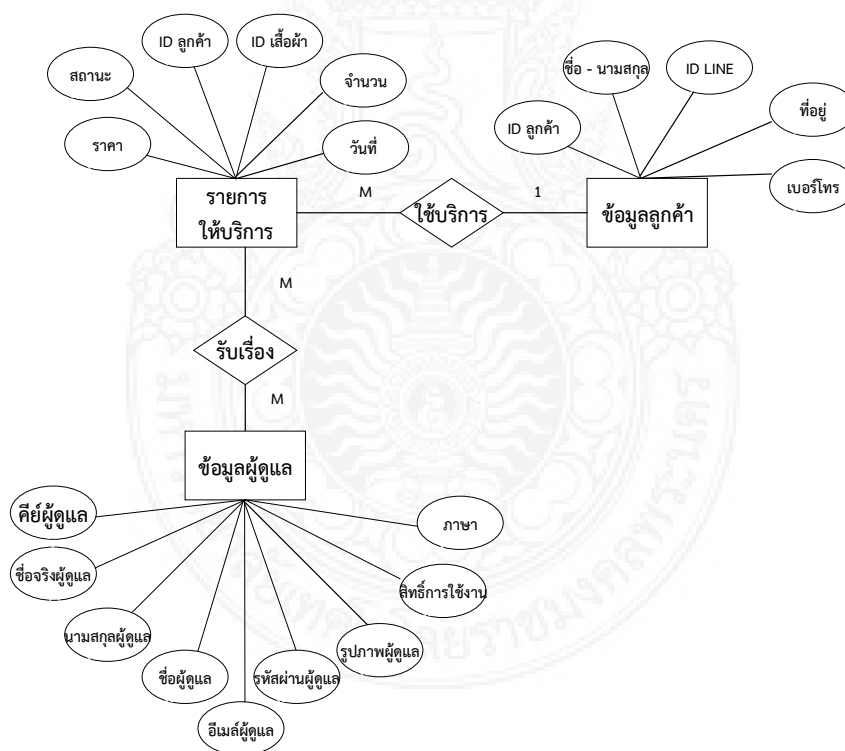 ID ลูกค้า
ID เสื้อผ้า
สถานะ
จำนวน
ราคา
วันที่
ชื่อ - นามสกุล
ID LINE
ID ลูกค้า
ที่อยู่
เบอร์โทร
รายการ
ให้บริการ
M
ใช้บริการ
1
ข้อมูลลูกค้า
M
รับเรื่อง
M
ข้อมูลผู้ดูแล
คีย์ผู้ดูแล
ภาษา
ชื่อจริงผู้ดูแล
สิทธิ์การใช้งาน
นามสกุลผู้ดูแล
รูปภาพผู้ดูแล
ชื่อผู้ดูแล
รหัสผ่านผู้ดูแล
อีเมล์ผู้ดูแล